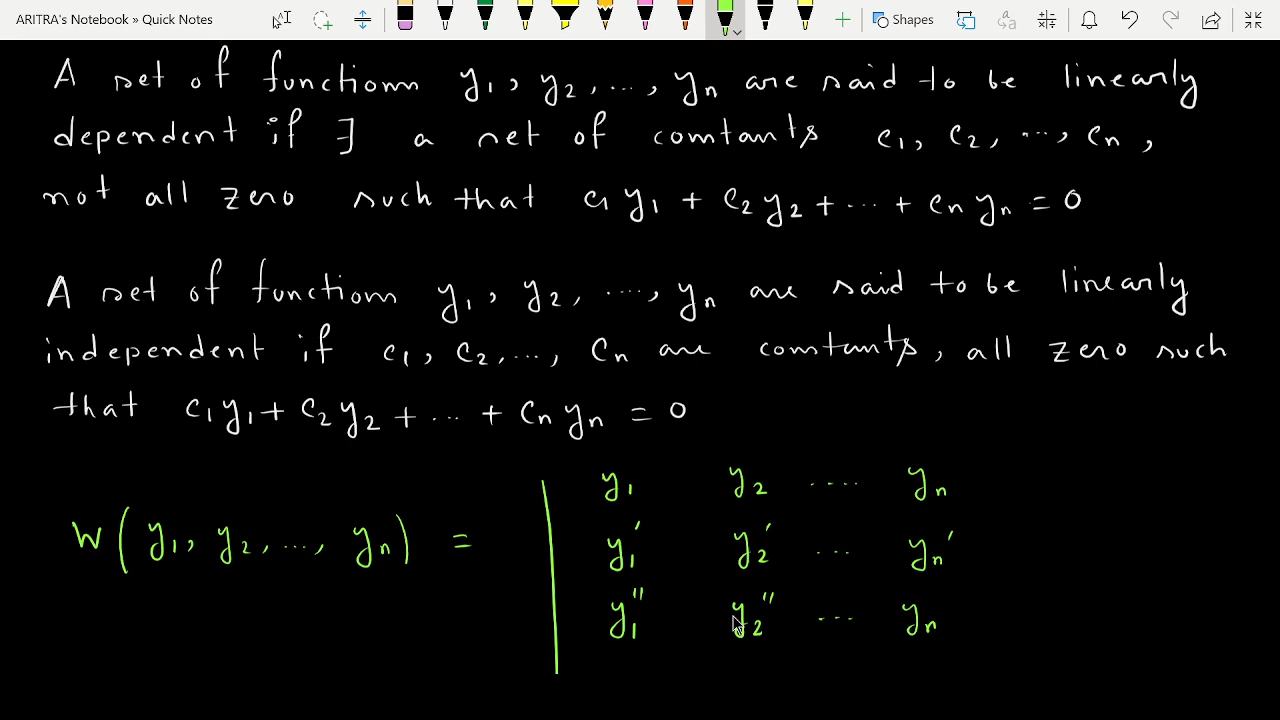 ARITRA's Notebook » Quick Notes
Shapes
A set of functions y₁, y₂, ..., yₙ are said to be linearly
dependent if ∃ a set of constants c₁, c₂, ..., cₙ,
not all zero such that c₁y₁ + c₂y₂ + ... + cₙyₙ = 0
A set of functions y₁, y₂, ...., yₙ are said to be linearly
independent if c₁, c₂, ..., cₙ are constants, all zero such
that c₁y₁ + c₂y₂ + ... + cₙyₙ = 0
y₁ y₂ .... yₙ
W(y₁, y₂, ..., yₙ) = | y₁' y₂' ... yₙ'
y₁'' y₂'' ... yₙ